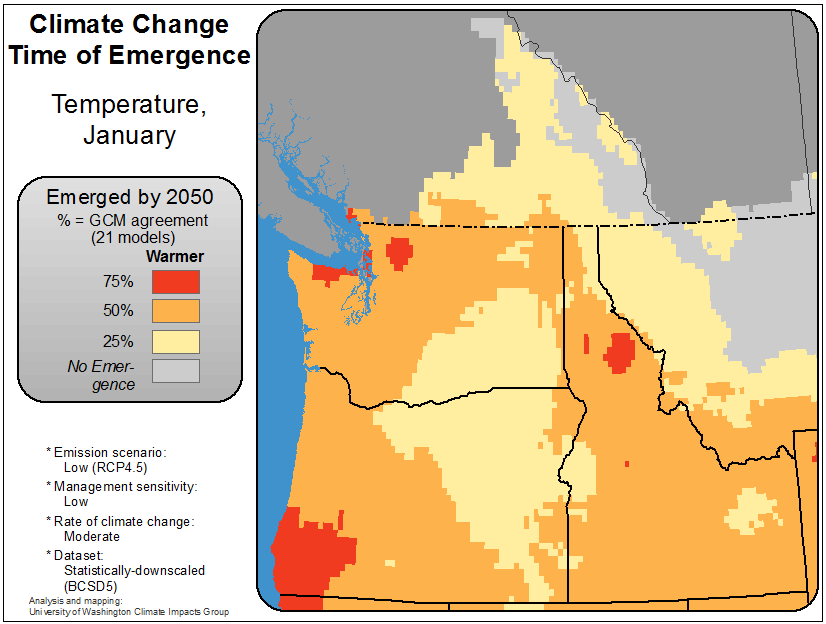 Climate Change
Time of Emergence
Temperature,
January
Emerged by 2050
% = GCM agreement
(21 models)
Warmer
75%
50%
25%
No Emer-
gence
* Emission scenario:
Low (RCP4.5)
* Management sensitivity:
Low
* Rate of climate change:
Moderate
* Dataset:
Statistically-downscaled
(BCSD5)
Analysis and mapping:
University of Washington Climate Impacts Group